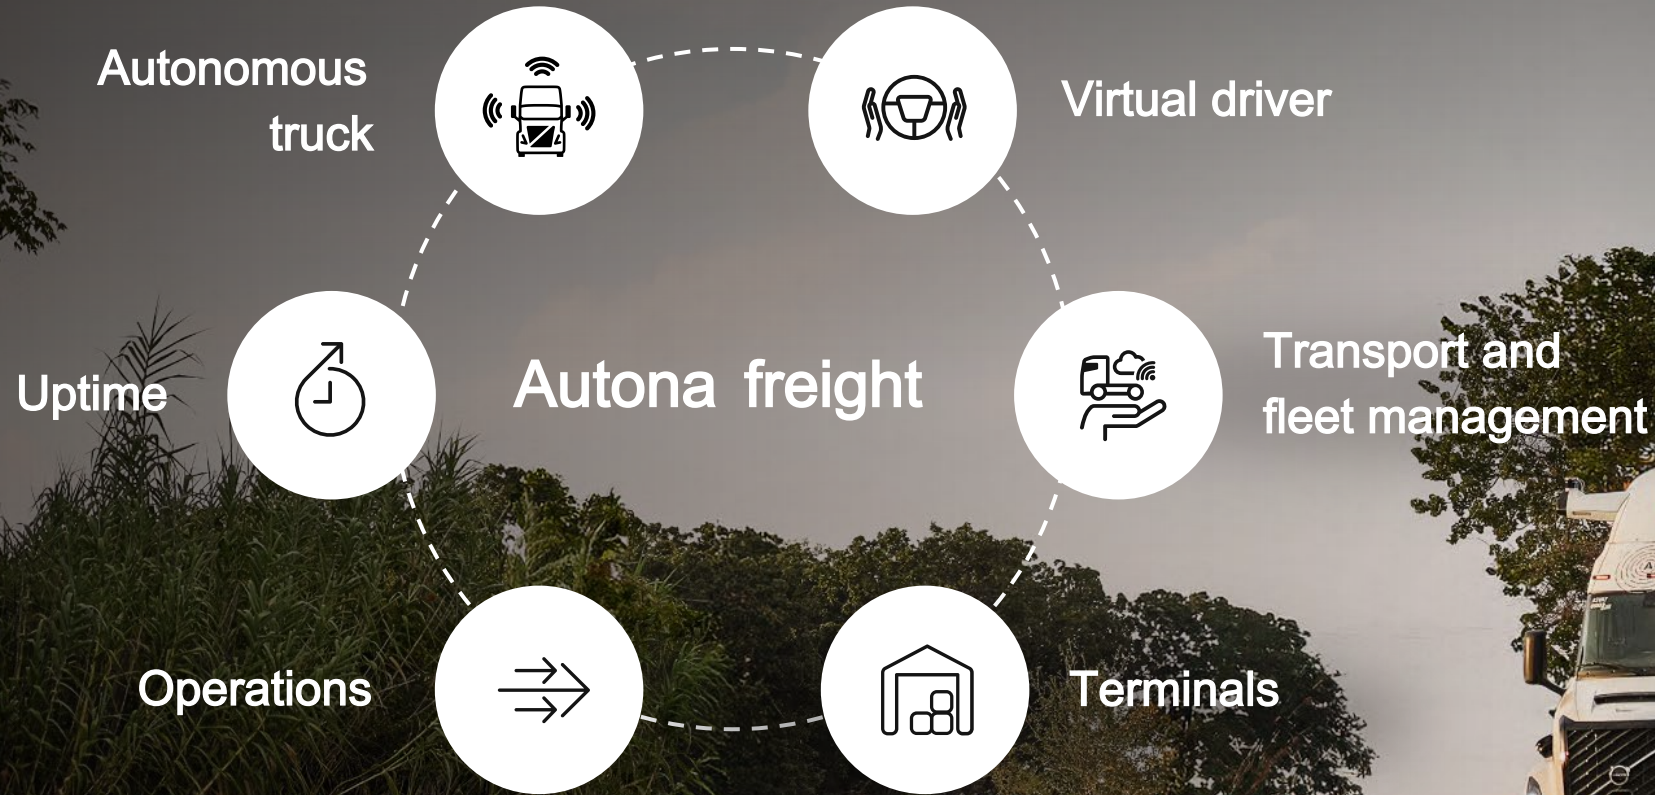 Autonomous
truck
Virtual driver
Uptime
Autona freight
Transport and
fleet management
Operations
Terminals